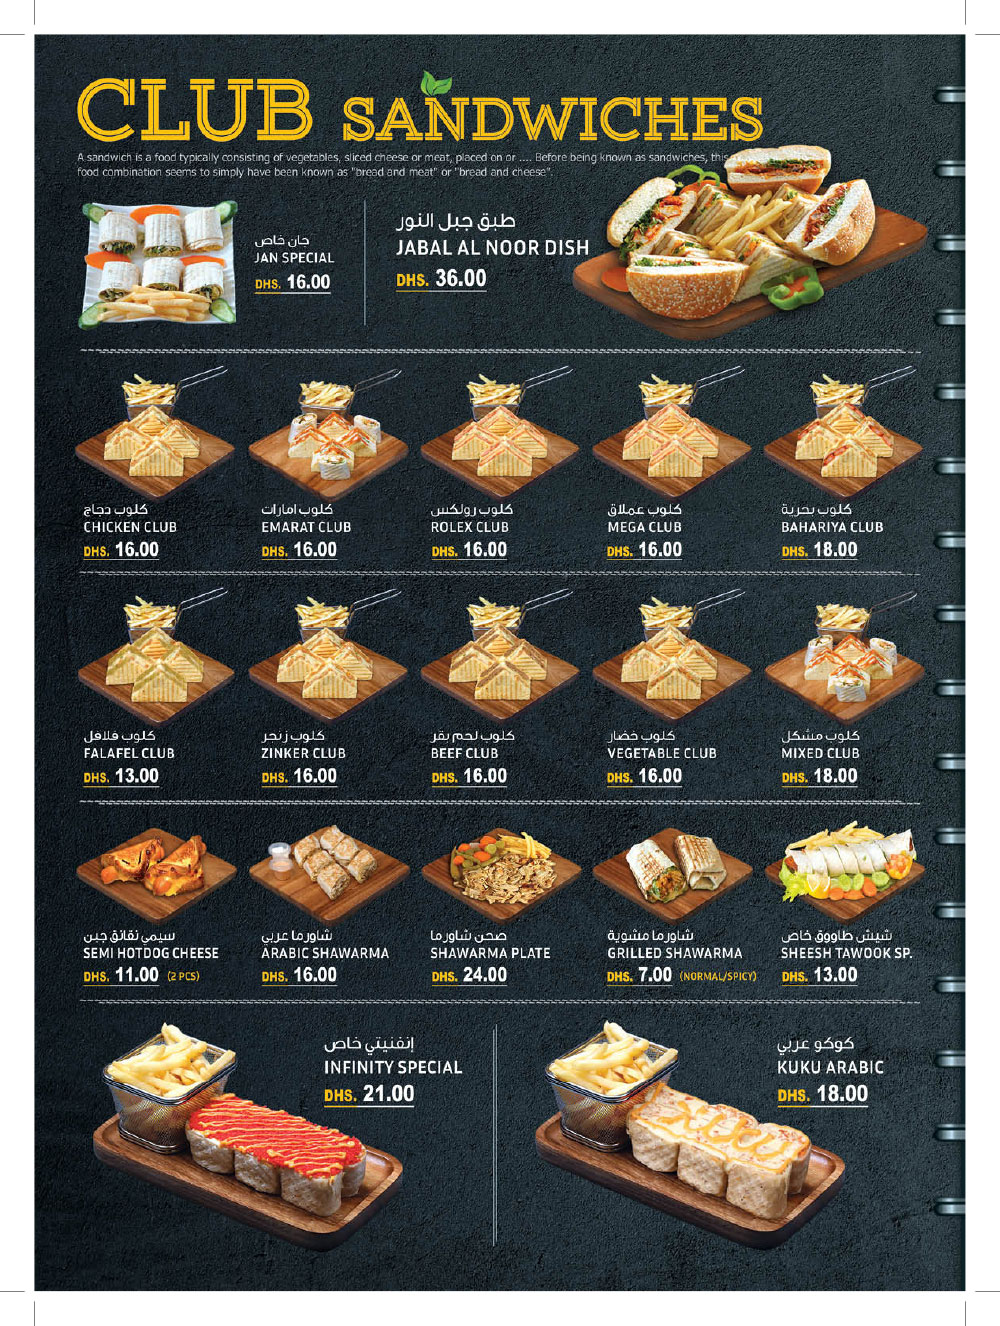 CLUB SANDWICHES
A sandwich is a food typically consisting of vegetables, sliced cheese or meat, placed on or .... Before being known as sandwiches, this
food combination seems to simply have been known as "bread and meat" or "bread and cheese".
جان خاص
JAN SPECIAL
DHS. 16.00
طبق جبل النور
JABAL AL NOOR DISH
DHS. 36.00
كلوب دجاج
CHICKEN CLUB
DHS. 16.00
كلوب امارات
EMARAT CLUB
DHS. 16.00
كلوب رولكس
ROLEX CLUB
DHS. 16.00
كلوب عملاق
MEGA CLUB
DHS. 16.00
كلوب بحرية
BAHARIYA CLUB
DHS. 18.00
كلوب فلافل
FALAFEL CLUB
DHS. 13.00
كلوب زنجر
ZINKER CLUB
DHS. 16.00
كلوب لحم بقر
BEEF CLUB
DHS. 16.00
كلوب خضار
VEGETABLE CLUB
DHS. 16.00
كلوب مشكل
MIXED CLUB
DHS. 18.00
سيمي نقانق جبن
SEMI HOTDOG CHEESE
DHS. 11.00 (2 PCS)
شاورما عربي
ARABIC SHAWARMA
DHS. 16.00
صحن شاورما
SHAWARMA PLATE
DHS. 24.00
شاورما مشوية
GRILLED SHAWARMA
DHS. 7.00 (NORMAL/SPICY)
شيش طاووق خاص
SHEESH TAWOOK SP.
DHS. 13.00
إنفنيتي خاص
INFINITY SPECIAL
DHS. 21.00
كوكو عربي
KUKU ARABIC
DHS. 18.00